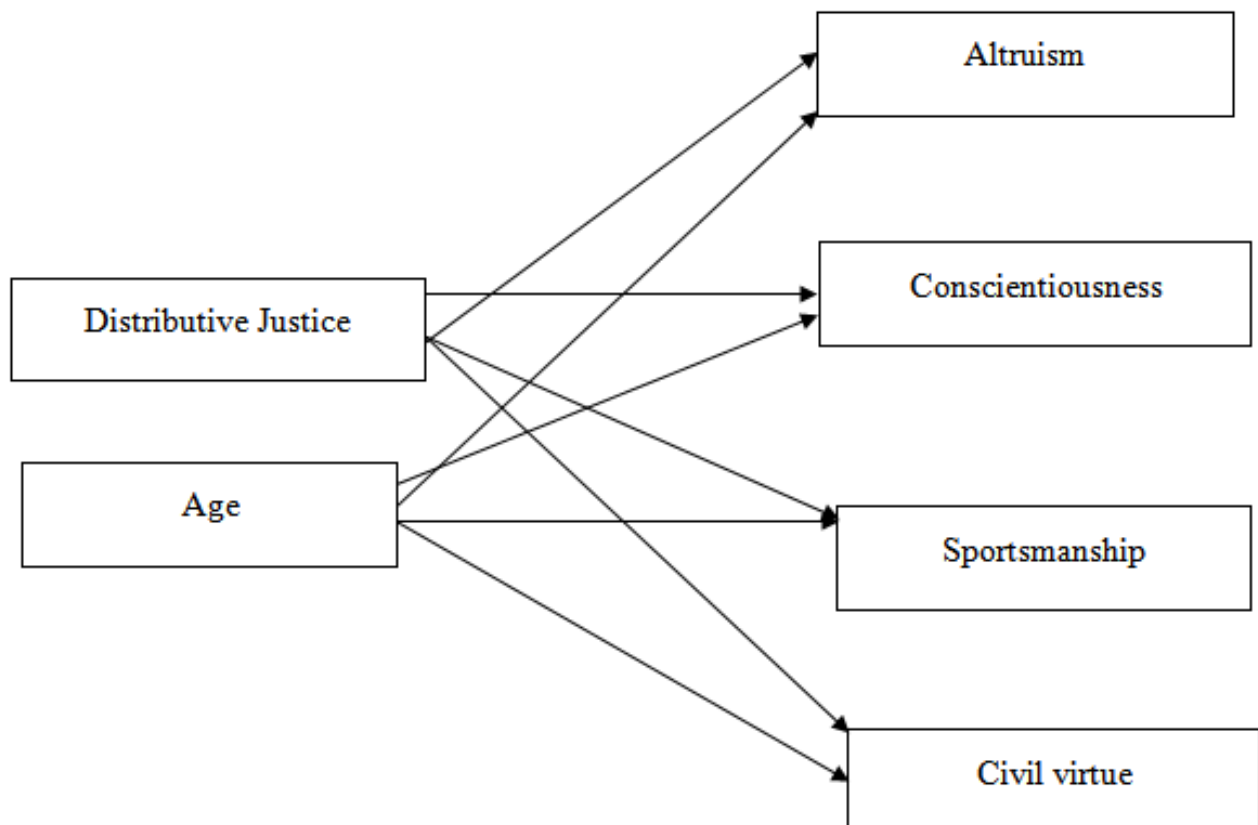 Altruism
Conscientiousness
Distributive Justice
Age
Sportsmanship
Civil virtue